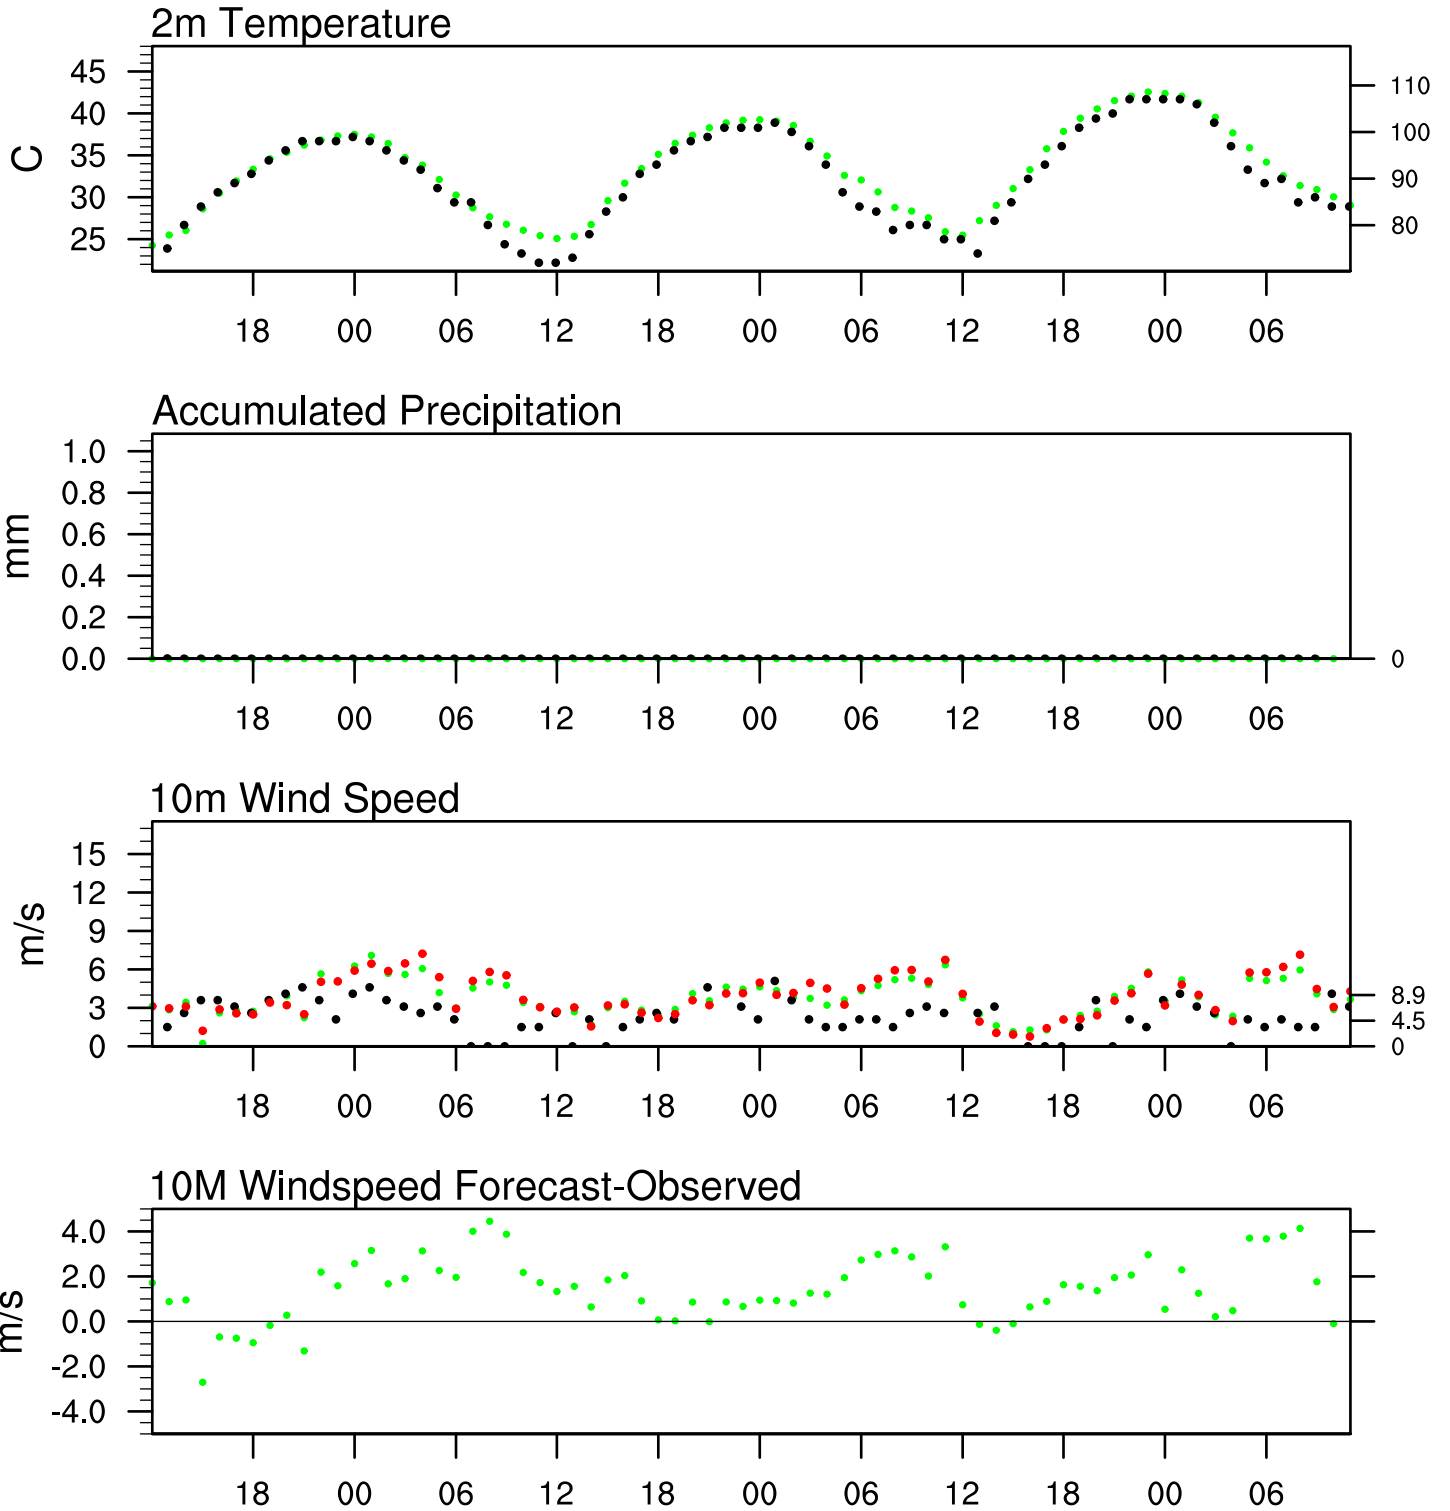 2m Temperature
45
40
35
30
25
C
110
100
90
80
18 00 06 12 18 00 06 12 18 00 06
Accumulated Precipitation
1.0
0.8
0.6
0.4
0.2
0.0
mm
0
18 00 06 12 18 00 06 12 18 00 06
10m Wind Speed
15
12
9
6
3
0
m/s
8.9
4.5
0
18 00 06 12 18 00 06 12 18 00 06
10M Windspeed Forecast-Observed
4.0
2.0
0.0
-2.0
-4.0
m/s
18 00 06 12 18 00 06 12 18 00 06